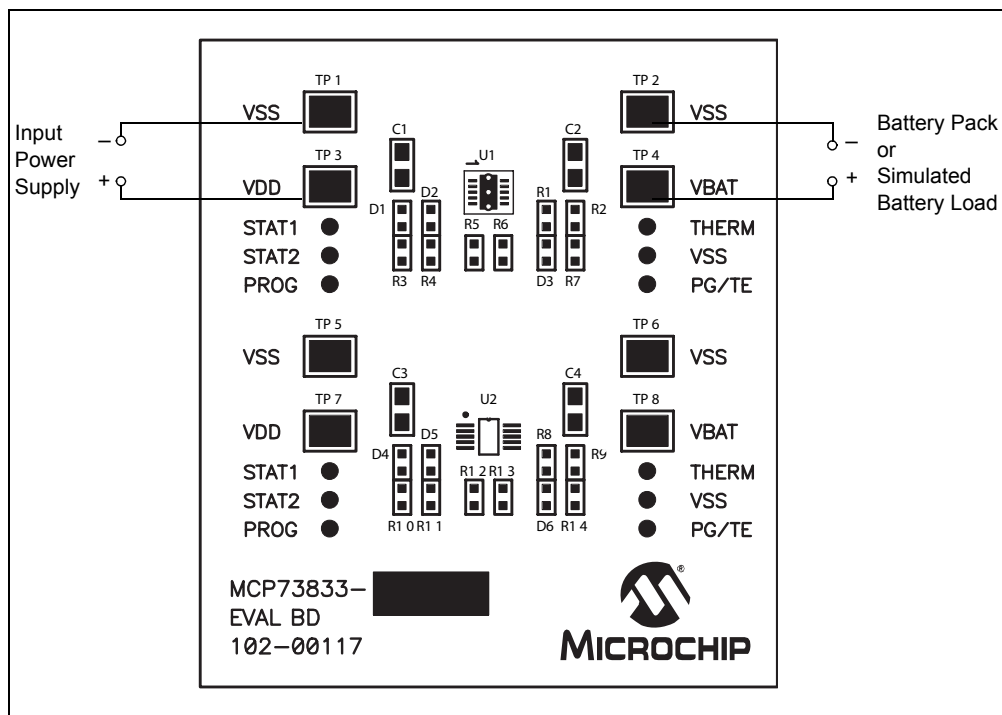 TP 1
TP 2
VSS
VSS
C1
C2
Input
Power
Supply
–
+
Battery Pack
or
Simulated
Battery Load
–
+
U1
1
TP 3
TP 4
VDD
VBAT
D1
D2
R1
R2
STAT1
THERM
R5
R6
STAT2
VSS
PROG
R3
R4
D3
R7
PG/TE
TP 5
TP 6
VSS
VSS
C3
C4
U2
TP 7
TP 8
VDD
VBAT
D4
D5
R8
R9
STAT1
THERM
R1 2
R1 3
STAT2
VSS
PROG
R1 0
R1 1
D6
R1 4
PG/TE
MCP73833–
EVAL BD
102–00117
®
MICROCHIP